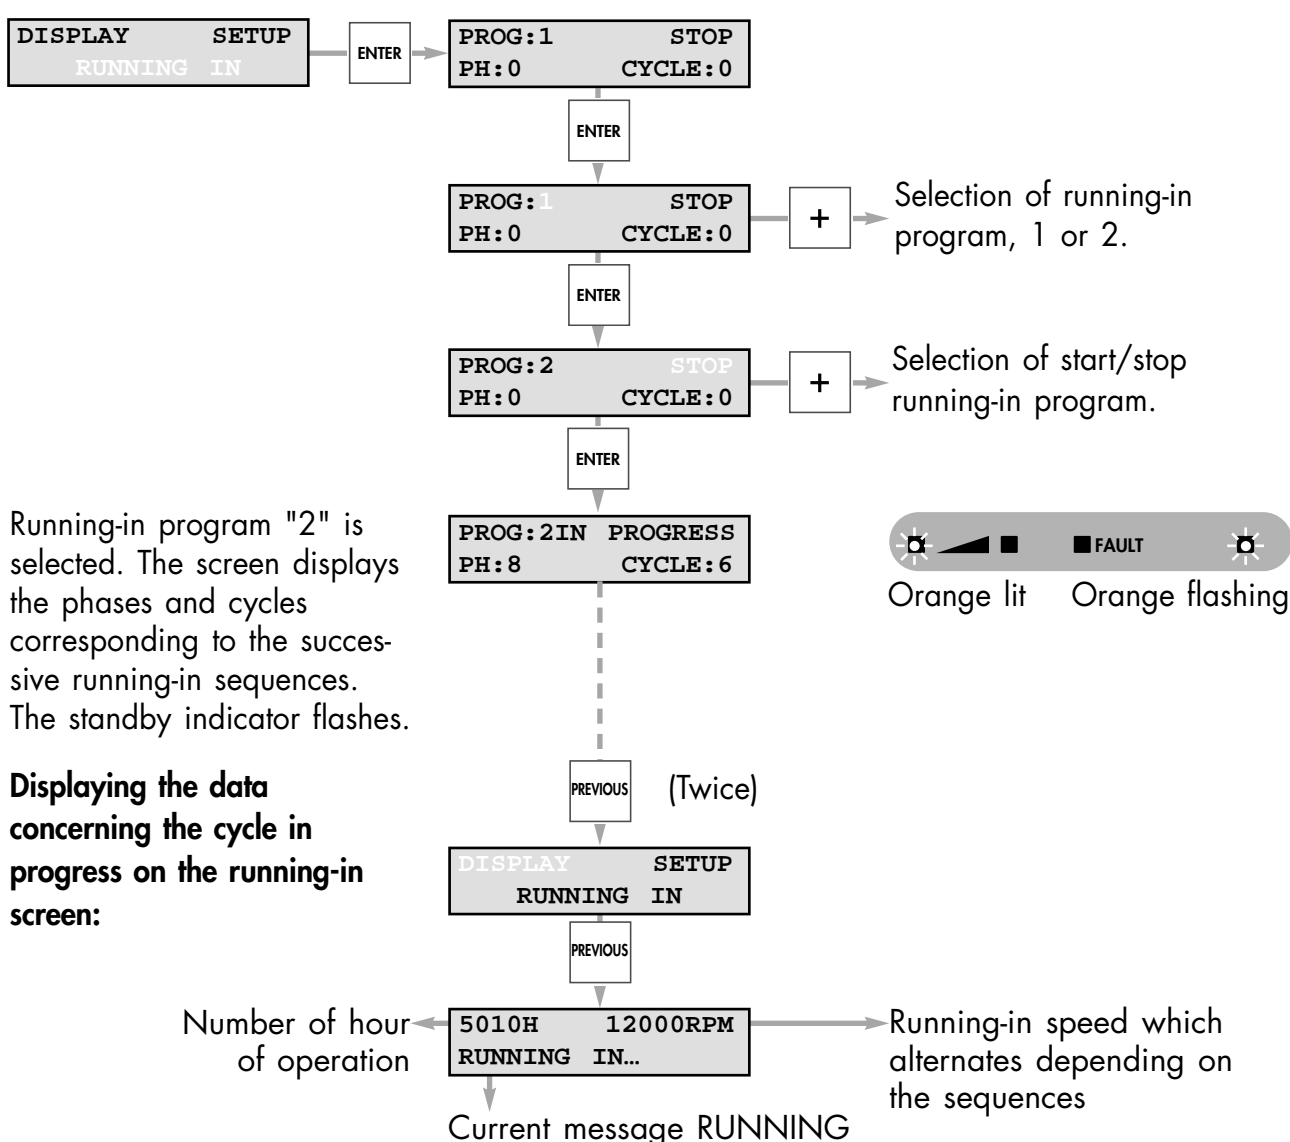 DISPLAY SETUP
RUNNING IN
ENTER
PROG:1 STOP
PH:0 CYCLE:0
ENTER
PROG:1 STOP
PH:0 CYCLE:0
+
Selection of running-in
program, 1 or 2.
ENTER
PROG:2 STOP
PH:0 CYCLE:0
+
Selection of start/stop
running-in program.
ENTER
Running-in program "2" is
selected. The screen displays
the phases and cycles
corresponding to the succes-
sive running-in sequences.
The standby indicator flashes.
PROG:2IN PROGRESS
PH:8 CYCLE:6
FAULT
Orange lit Orange flashing
PREVIOUS (Twice)
Displaying the data
concerning the cycle in
progress on the running-in
screen:
DISPLAY SETUP
RUNNING IN
PREVIOUS
Number of hour
of operation
5010H 12000RPM
RUNNING IN…
Running-in speed which
alternates depending on
the sequences
Current message RUNNING